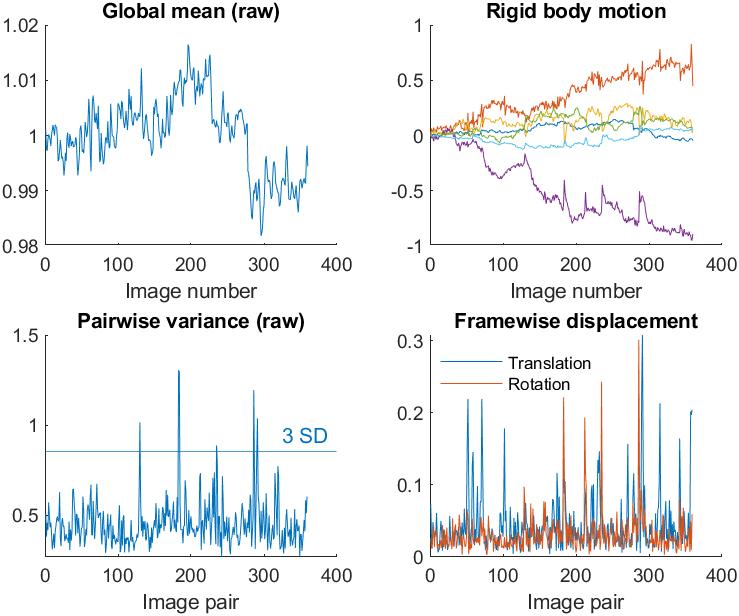 Global mean (raw)
1.02
1.01
1
0.99
0.98
0 100 200 300 400
Image number
Rigid body motion
1
0.5
0
-0.5
-1
0 100 200 300 400
Image number
Pairwise variance (raw)
1.5
1
0.5
3 SD
0 100 200 300 400
Image pair
Framewise displacement
0.3
0.2
0.1
0
Translation
Rotation
0 100 200 300 400
Image pair